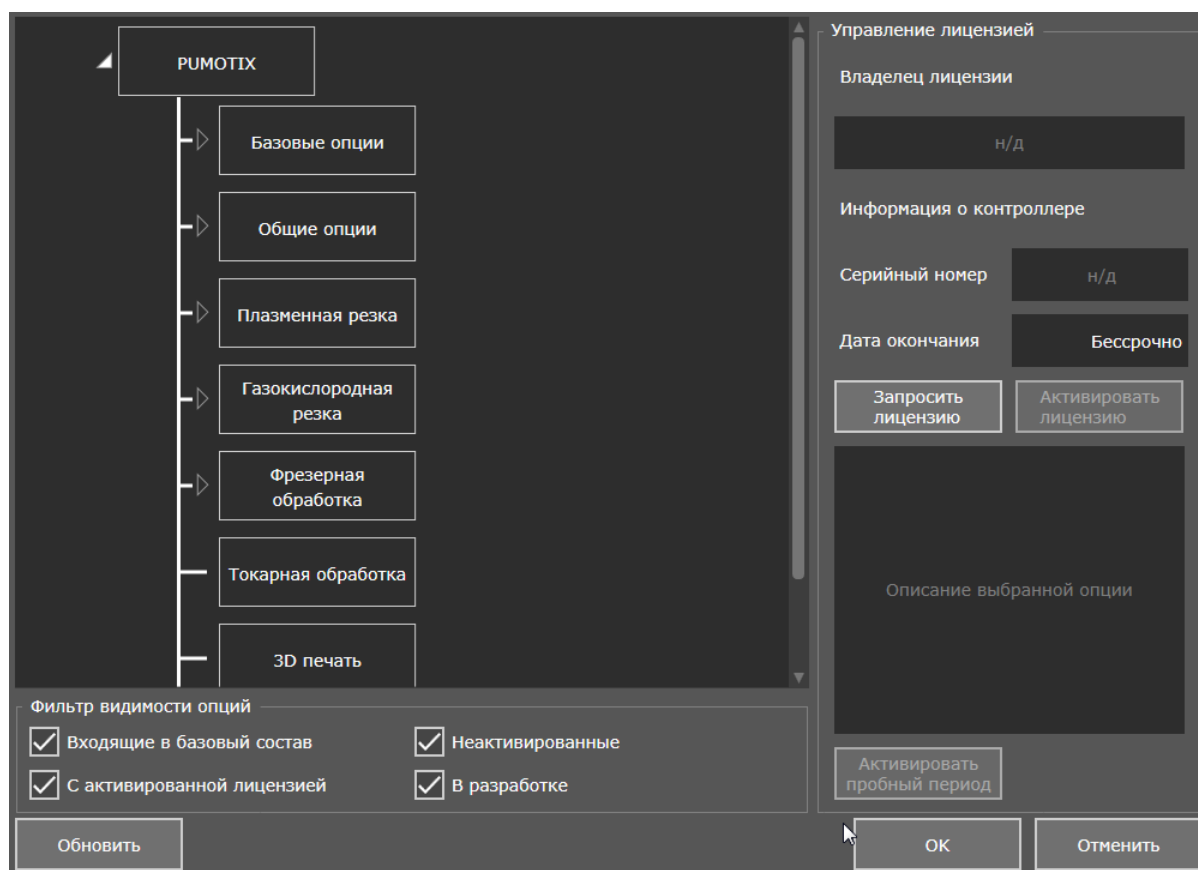 PUMOTIX
Базовые опции
Общие опции
Плазменная резка
Газокислородная
резка
Фрезерная
обработка
Токарная обработка
3D печать
Фильтр видимости опций
Входящие в базовый состав
Неактивированные
С активированной лицензией
В разработке
Обновить
Управление лицензией
Владелец лицензии
н/д
Информация о контроллере
Серийный номер
н/д
Дата окончания
Бессрочно
Запросить
лицензию
Активировать
лицензию
Описание выбранной опции
Активировать
пробный период
ОК
Отменить